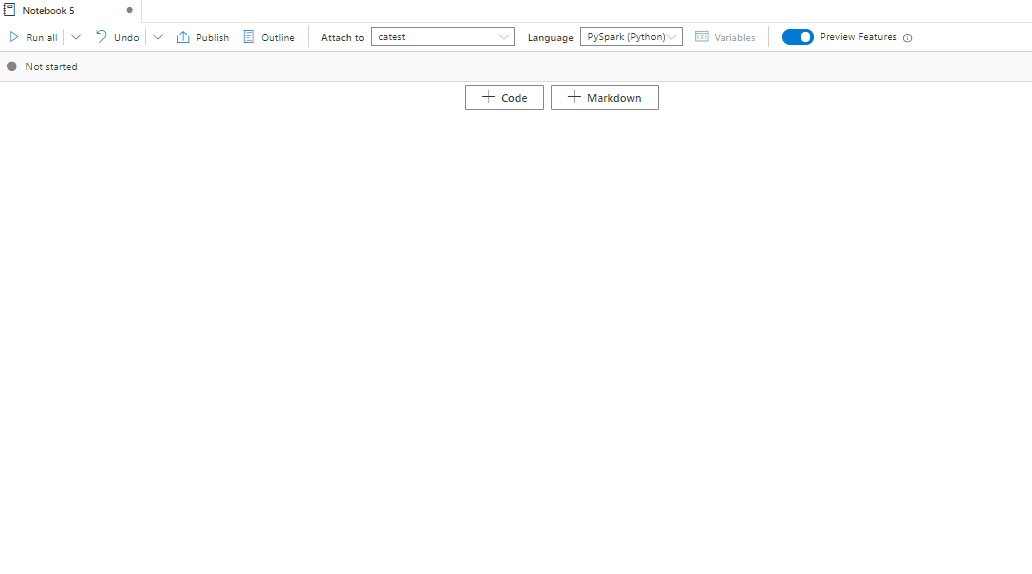 Notebook 5
Run all Undo Publish Outline Attach to catest Language PySpark (Python) Variables Preview Features
Not started
Code Markdown